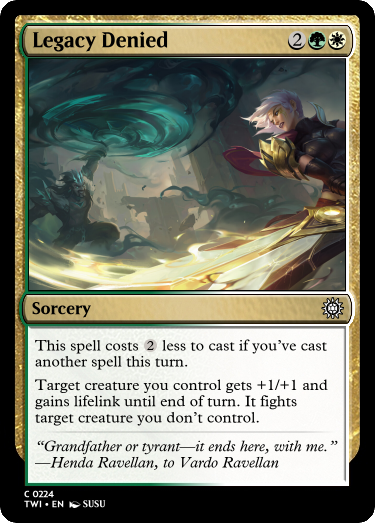 Legacy Denied 2
Sorcery
This spell costs 2 less to cast if you've cast
another spell this turn.
Target creature you control gets +1/+1 and
gains lifelink until end of turn. It fights
target creature you don't control.
“Grandfather or tyrant—it ends here, with me.”
—Henda Ravellan, to Vardo Ravellan
C 0224
TWI • EN SUSU